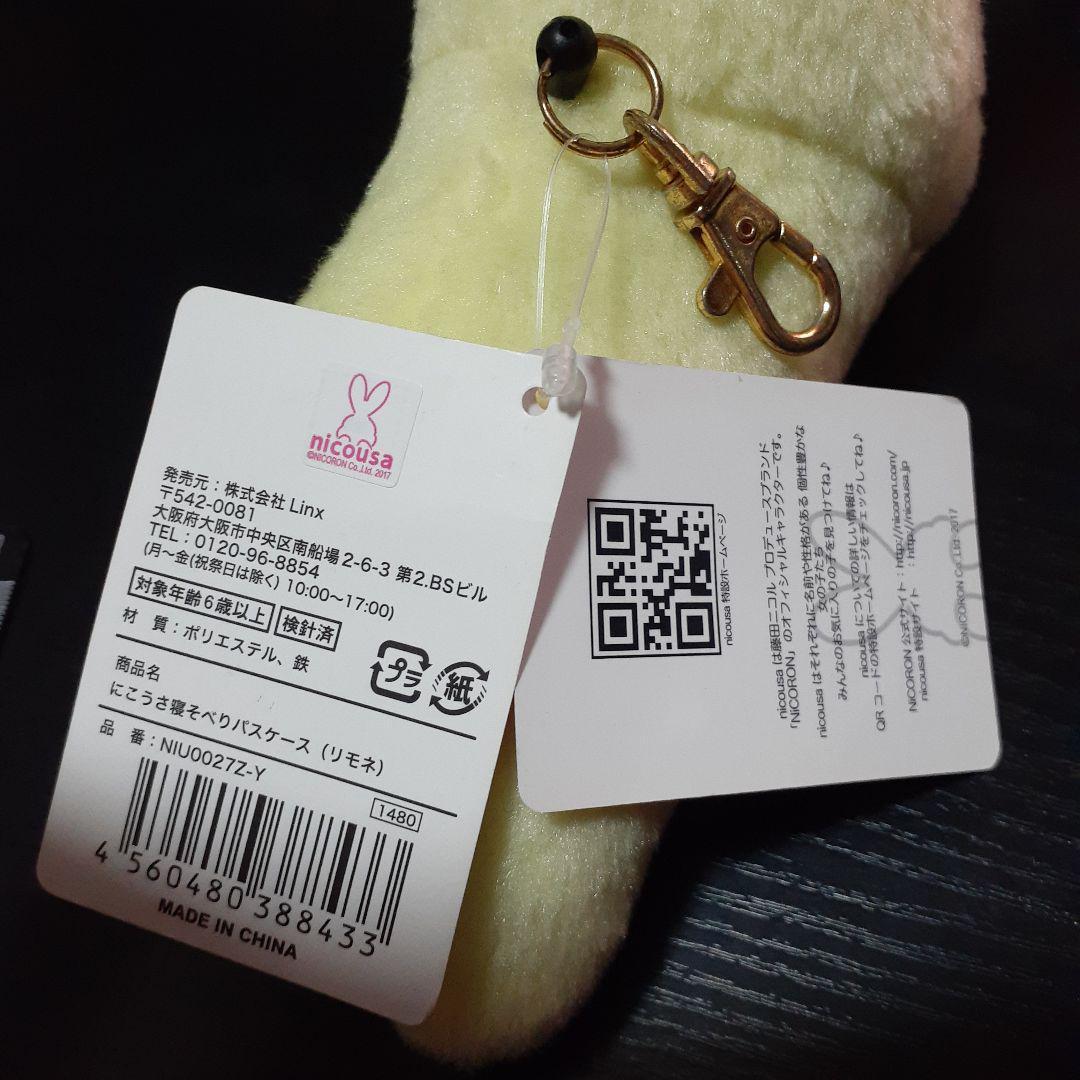 nicousa
©NICORON Co.,Ltd. 2017
発売元：株式会社 Linx
〒542-0081
大阪府大阪市中央区南船場 2-6-3 第2.BSビル
TEL：0120-96-8854
(月～金(祝祭日は除く) 10:00～17:00)
対象年齢6歳以上 検針済
材 質：ポリエステル、鉄
プラ 紙
商品名
にこうさ寝そべりパスケース（リモネ）
品 番：NIU0027Z-Y
1480
4 560480 388433
MADE IN CHINA
nicousa 特設ホームページ
nicousa は藤田ニコル プロデュースブランド
「NiCORON」のオフィシャルキャラクターです。
nicousa はそれぞれに名前や性格がある 個性豊かな
女の子たち
みんなのお気に入りの子を見つけてね♪
nicousa についての詳しい情報は
QR コードの特設ホームページをチェックしてね♪
NiCORON 公式サイト：http://nicoron.com/
nicousa 特設サイト ：http://nicousa.jp
©NICORON Co.,Ltd. 2017